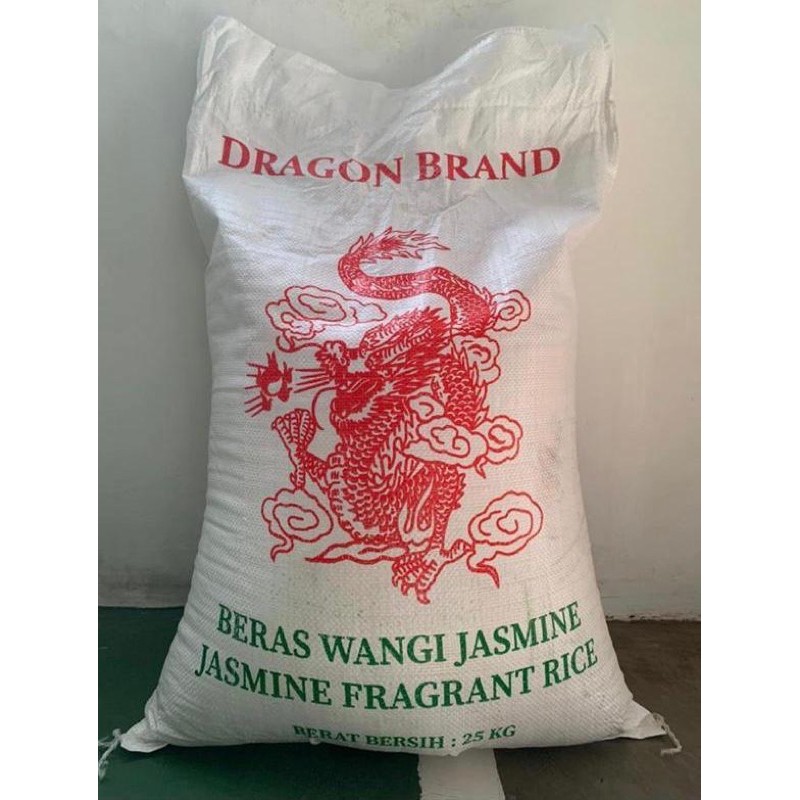 DRAGON BRAND
BERAS WANGI JASMINE
JASMINE FRAGRANT RICE
BERAT BERSIH : 25 KG